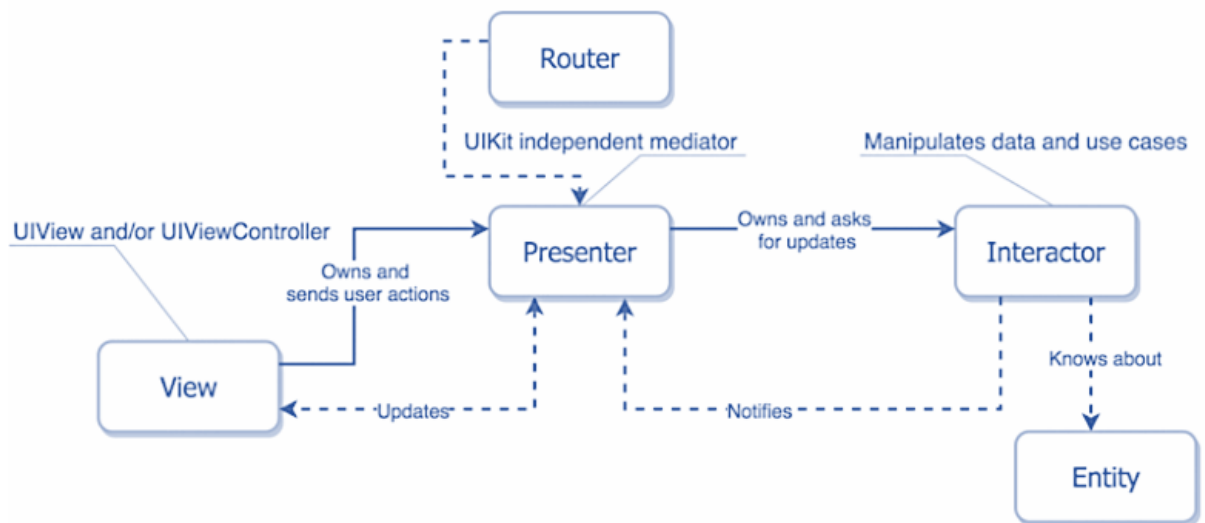 Router
UIKit independent mediator
Manipulates data and use cases
UIView and/or UIViewController
Presenter
Owns and asks
for updates
Interactor
Owns and
sends user actions
View
Updates
Notifies
Knows about
Entity